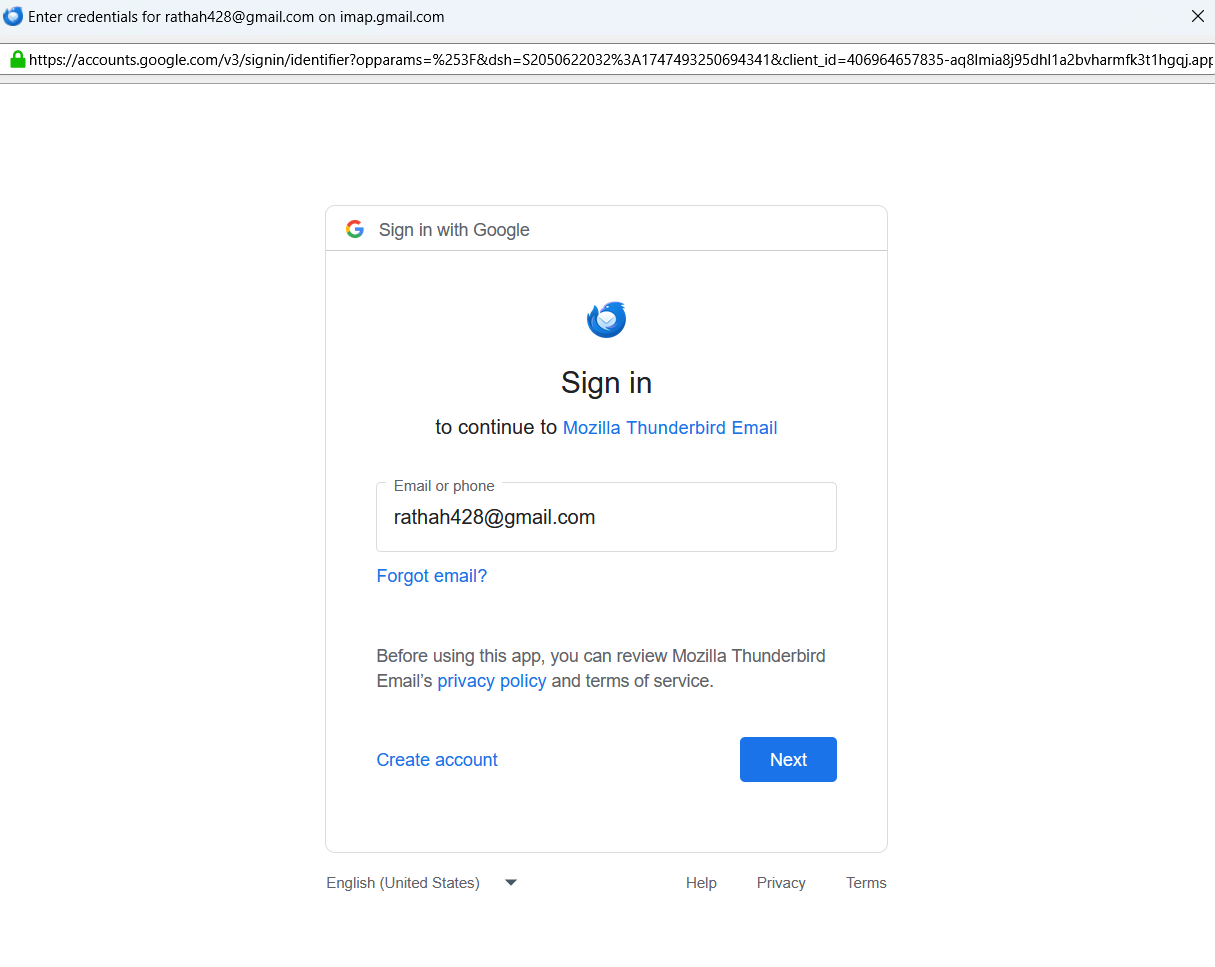 Enter credentials for rathah428@gmail.com on imap.gmail.com
https://accounts.google.com/v3/signin/identifier?opparams=%253F&dsh=S2050622032%3A1747493250694341&client_id=406964657835-aq8lmia8j95dhl1a2bvharmfk3t1hgqj.app
Sign in with Google
Sign in
to continue to Mozilla Thunderbird Email
Email or phone
rathah428@gmail.com
Forgot email?
Before using this app, you can review Mozilla Thunderbird
Email’s privacy policy and terms of service.
Create account
Next
English (United States)
Help
Privacy
Terms